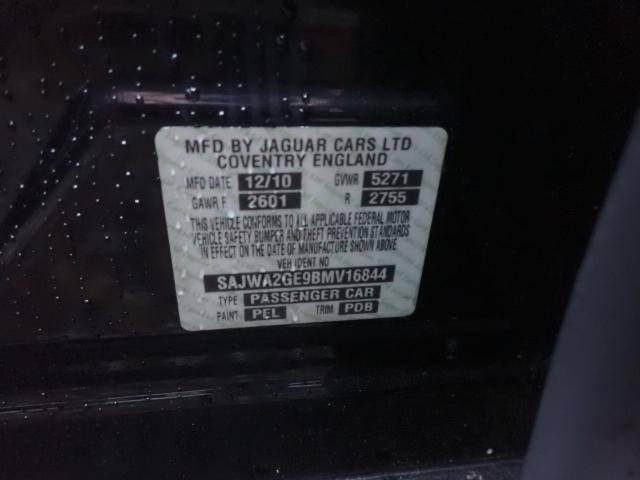 MFD BY JAGUAR CARS LTD
COVENTRY ENGLAND
MFD DATE 12/10 GVWR 5271
GAWR F 2601 R 2755
THIS VEHICLE CONFORMS TO ALL APPLICABLE FEDERAL MOTOR
VEHICLE SAFETY BUMPER AND THEFT PREVENTION STANDARDS
IN EFFECT ON THE DATE OF MANUFACTURE SHOWN ABOVE.
VEH IDENT NO
SAJWA2GE9BMV16844
TYPE PASSENGER CAR
PAINT PEL TRIM PDB